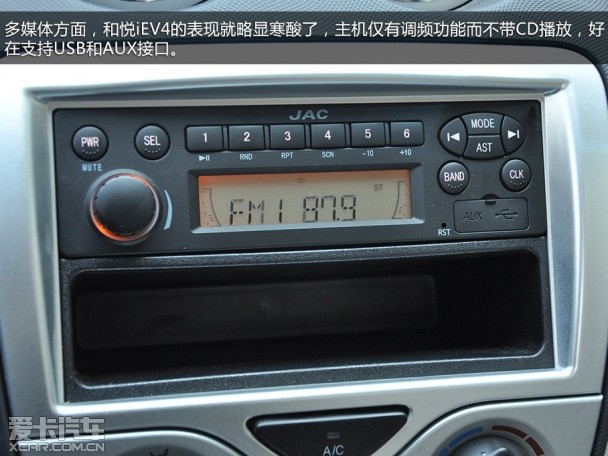 多媒体方面，和悦iEV4的表现就略显寒酸了，主机仅有调频功能而不带CD播放，好
在支持USB和AUX接口。
JAC
PWR
SEL
1 2 3 4 5 6
MODE
AST
▶II RND RPT SCN -10 +10
MUTE
BAND
CLK
ST
FM1 87.9
AUX
RST
A/C
爱卡汽车
XCAR.COM.CN